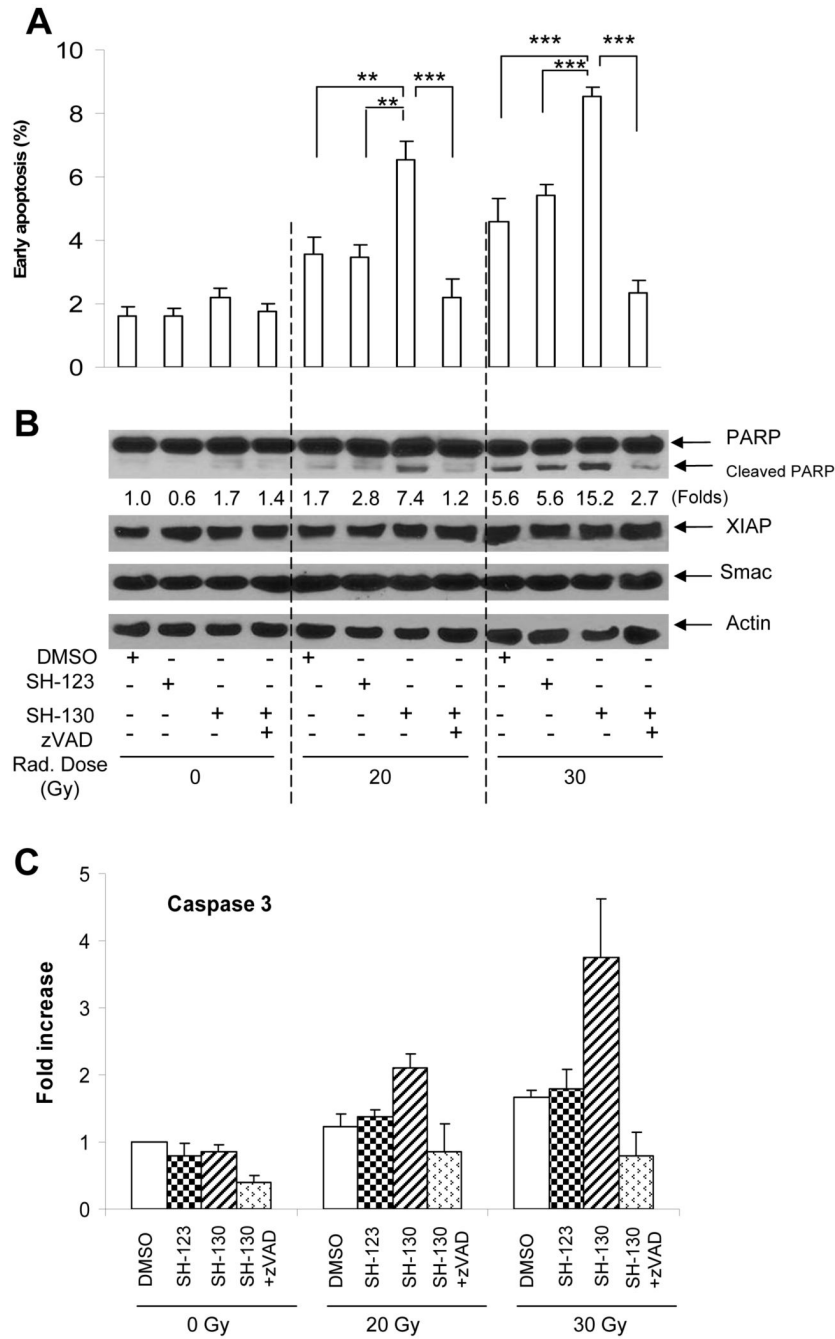 A
10
8
6
4
2
0
Early apoptosis (%)
** ***
**
*** ***
***
B
PARP
Cleaved PARP
1.0 0.6 1.7 1.4 1.7 2.8 7.4 1.2 5.6 5.6 15.2 2.7 (Folds)
XIAP
Smac
Actin
DMSO + - - - + - - - + - - -
SH-123 - + - - - + - - - + - -
SH-130 - - + + - - + + - - + +
zVAD - - - + - - - + - - - +
Rad. Dose 0 20 30
(Gy)
C
5
4
3
2
1
0
Fold increase
Caspase 3
DMSO
SH-123
SH-130
SH-130
+zVAD
DMSO
SH-123
SH-130
SH-130
+zVAD
DMSO
SH-123
SH-130
SH-130
+zVAD
0 Gy 20 Gy 30 Gy